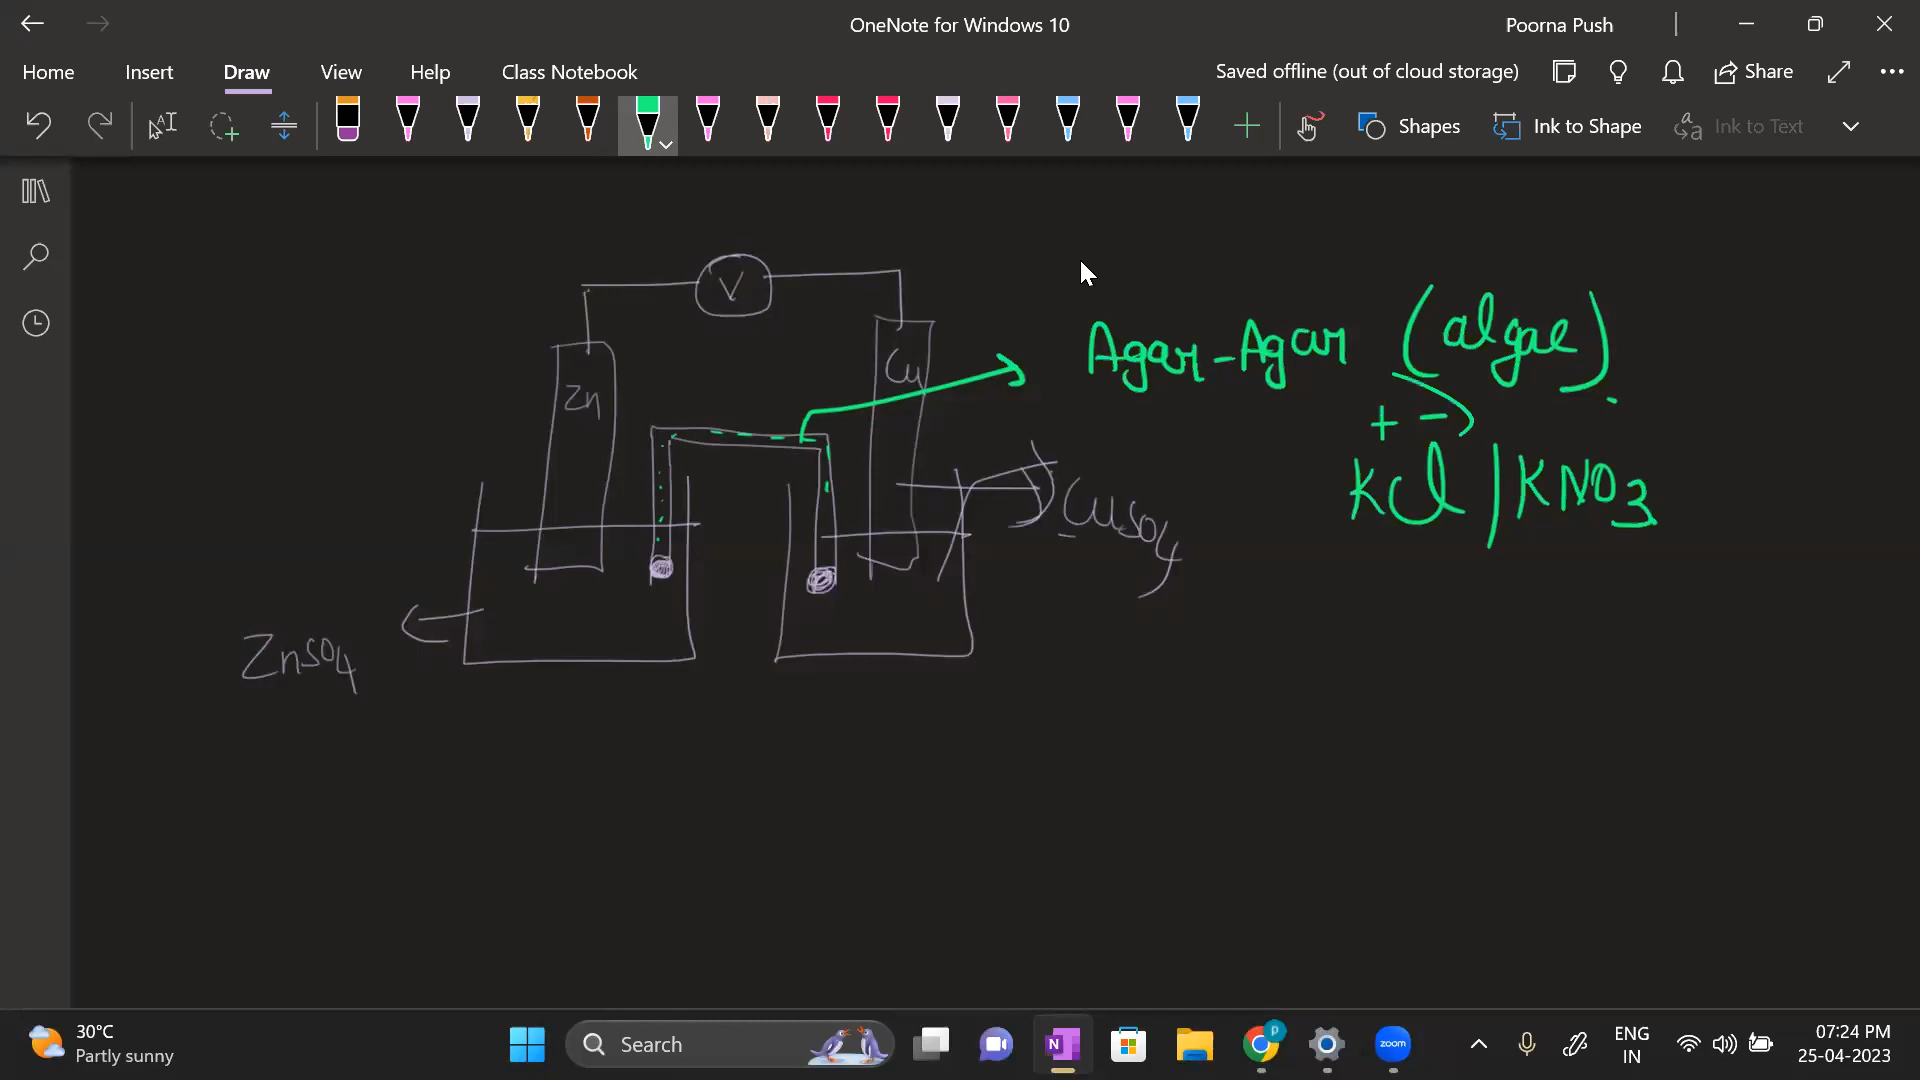 OneNote for Windows 10
Poorna Push
Home Insert Draw View Help Class Notebook
Saved offline (out of cloud storage)
Share
Shapes
Ink to Shape
Ink to Text
V
Zn
Cu
Agar-Agar (algae).
+ -
KCl | KNO3
CuSO4
ZnSO4
30°C
Partly sunny
Search
zoom
ENG
IN
07:24 PM
25-04-2023